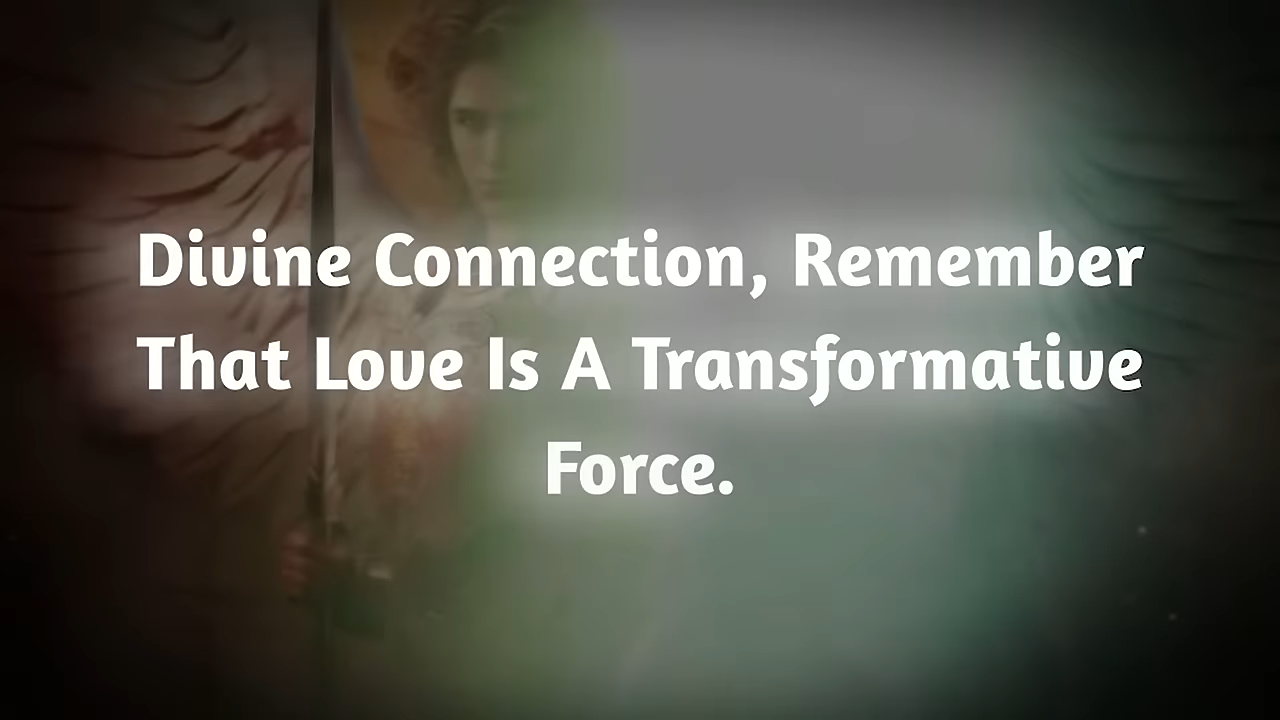 Divine Connection, Remember
That Love Is A Transformative
Force.